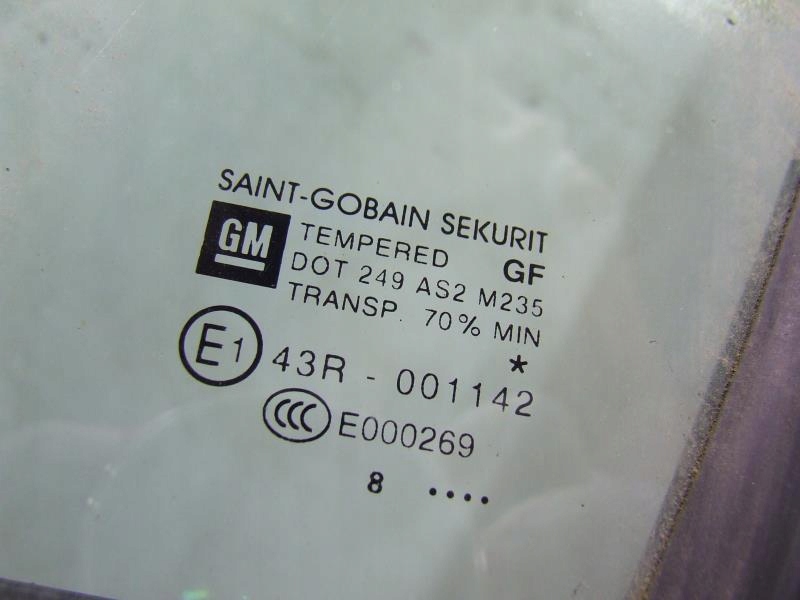 SAINT-GOBAIN SEKURIT
GM TEMPERED GF
DOT 249 AS2 M235
TRANSP. 70% MIN
*
E1 43R - 001142
CCC E000269
8 ....